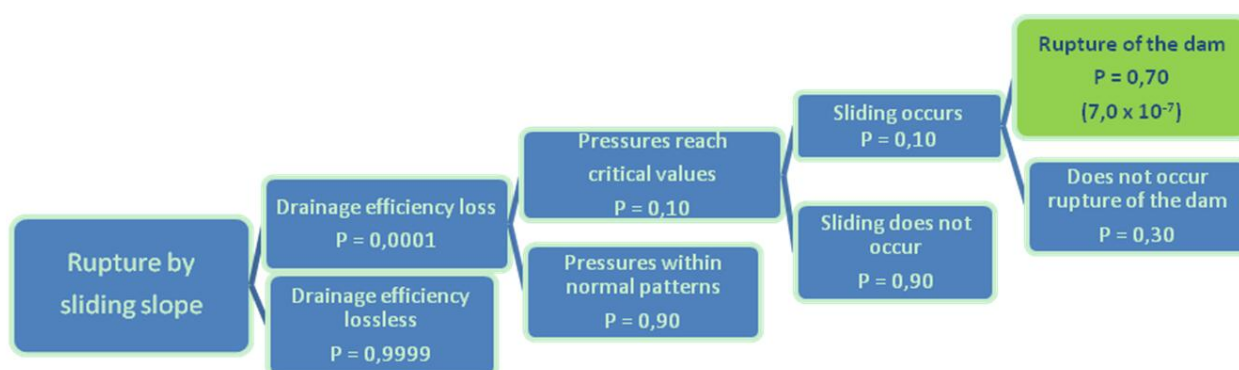 Rupture by
sliding slope
Drainage efficiency loss
P = 0,0001
Drainage efficiency
lossless
P = 0,9999
Pressures reach
critical values
P = 0,10
Pressures within
normal patterns
P = 0,90
Sliding occurs
P = 0,10
Sliding does not
occur
P = 0,90
Rupture of the dam
P = 0,70
(7,0 x 10⁻⁷)
Does not occur
rupture of the dam
P = 0,30